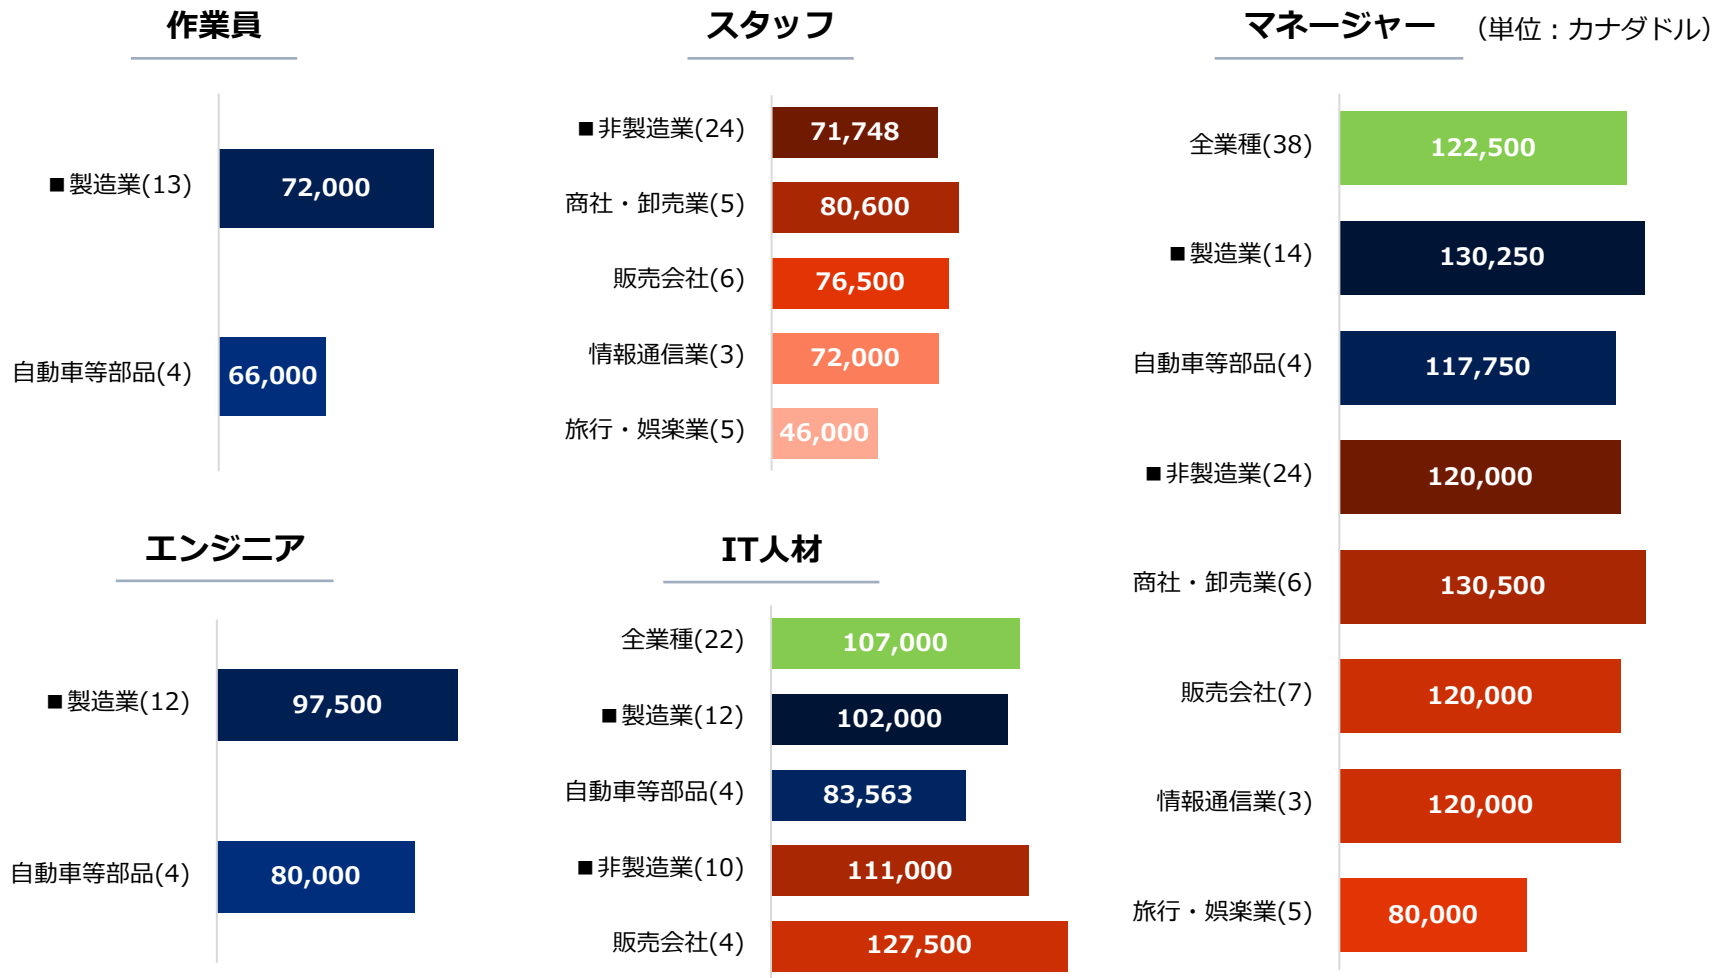 作業員
■製造業(13) 72,000
自動車等部品(4) 66,000
スタッフ
■非製造業(24) 71,748
商社・卸売業(5) 80,600
販売会社(6) 76,500
情報通信業(3) 72,000
旅行・娯楽業(5) 46,000
マネージャー (単位：カナダドル)
全業種(38) 122,500
■製造業(14) 130,250
自動車等部品(4) 117,750
■非製造業(24) 120,000
商社・卸売業(6) 130,500
販売会社(7) 120,000
情報通信業(3) 120,000
旅行・娯楽業(5) 80,000
エンジニア
■製造業(12) 97,500
自動車等部品(4) 80,000
IT人材
全業種(22) 107,000
■製造業(12) 102,000
自動車等部品(4) 83,563
■非製造業(10) 111,000
販売会社(4) 127,500